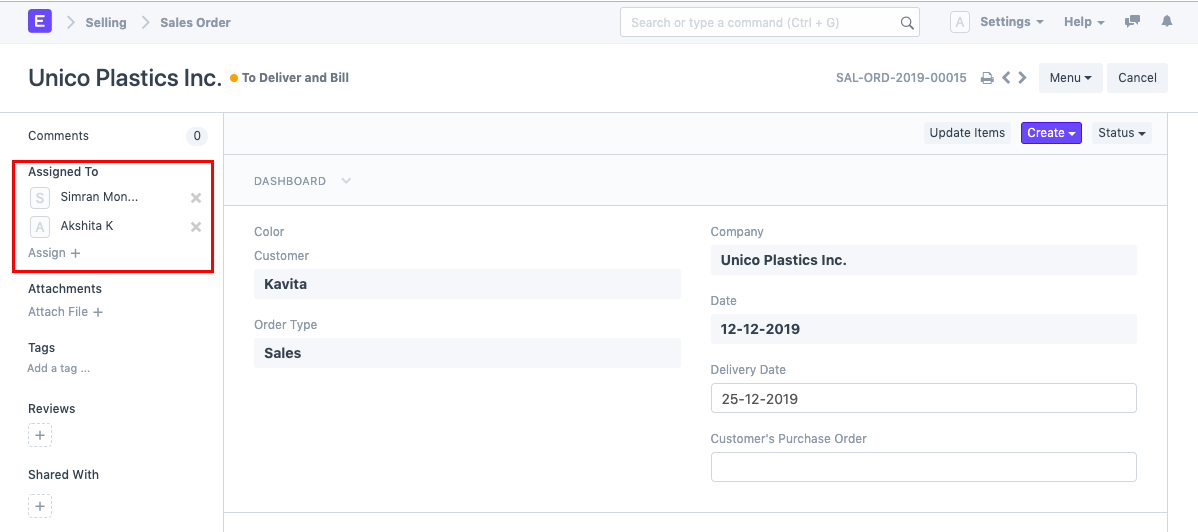 E Selling Sales Order Search or type a command (Ctrl + G) A Settings Help
Unico Plastics Inc. To Deliver and Bill SAL-ORD-2019-00015 Menu Cancel
Comments 0
Assigned To
S Simran Mon...
A Akshita K
Assign +
Attachments
Attach File +
Tags
Add a tag ...
Reviews
+
Shared With
+
Update Items Create Status
DASHBOARD
Color
Customer
Kavita
Order Type
Sales
Company
Unico Plastics Inc.
Date
12-12-2019
Delivery Date
25-12-2019
Customer's Purchase Order